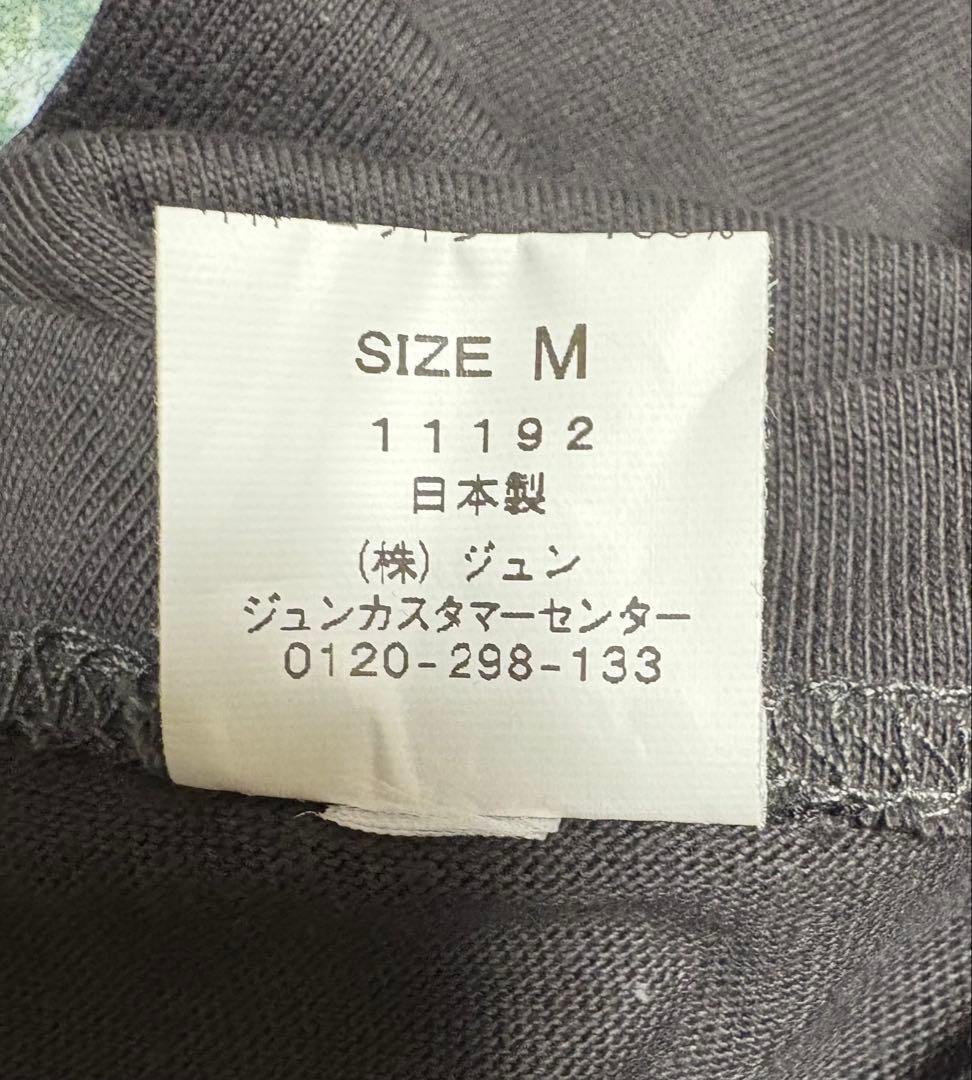 SIZE M
11192
日本製
(株) ジュン
ジュンカスタマーセンター
0120-298-133